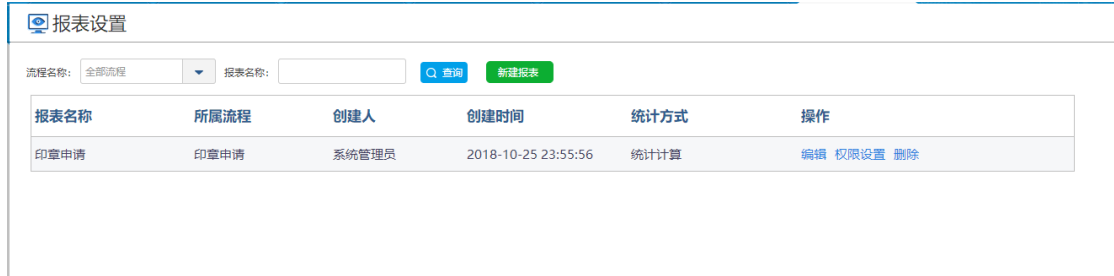 报表设置
流程名称: 全部流程 报表名称: 查询 新建报表
报表名称 所属流程 创建人 创建时间 统计方式 操作
印章申请 印章申请 系统管理员 2018-10-25 23:55:56 统计计算 编辑 权限设置 删除